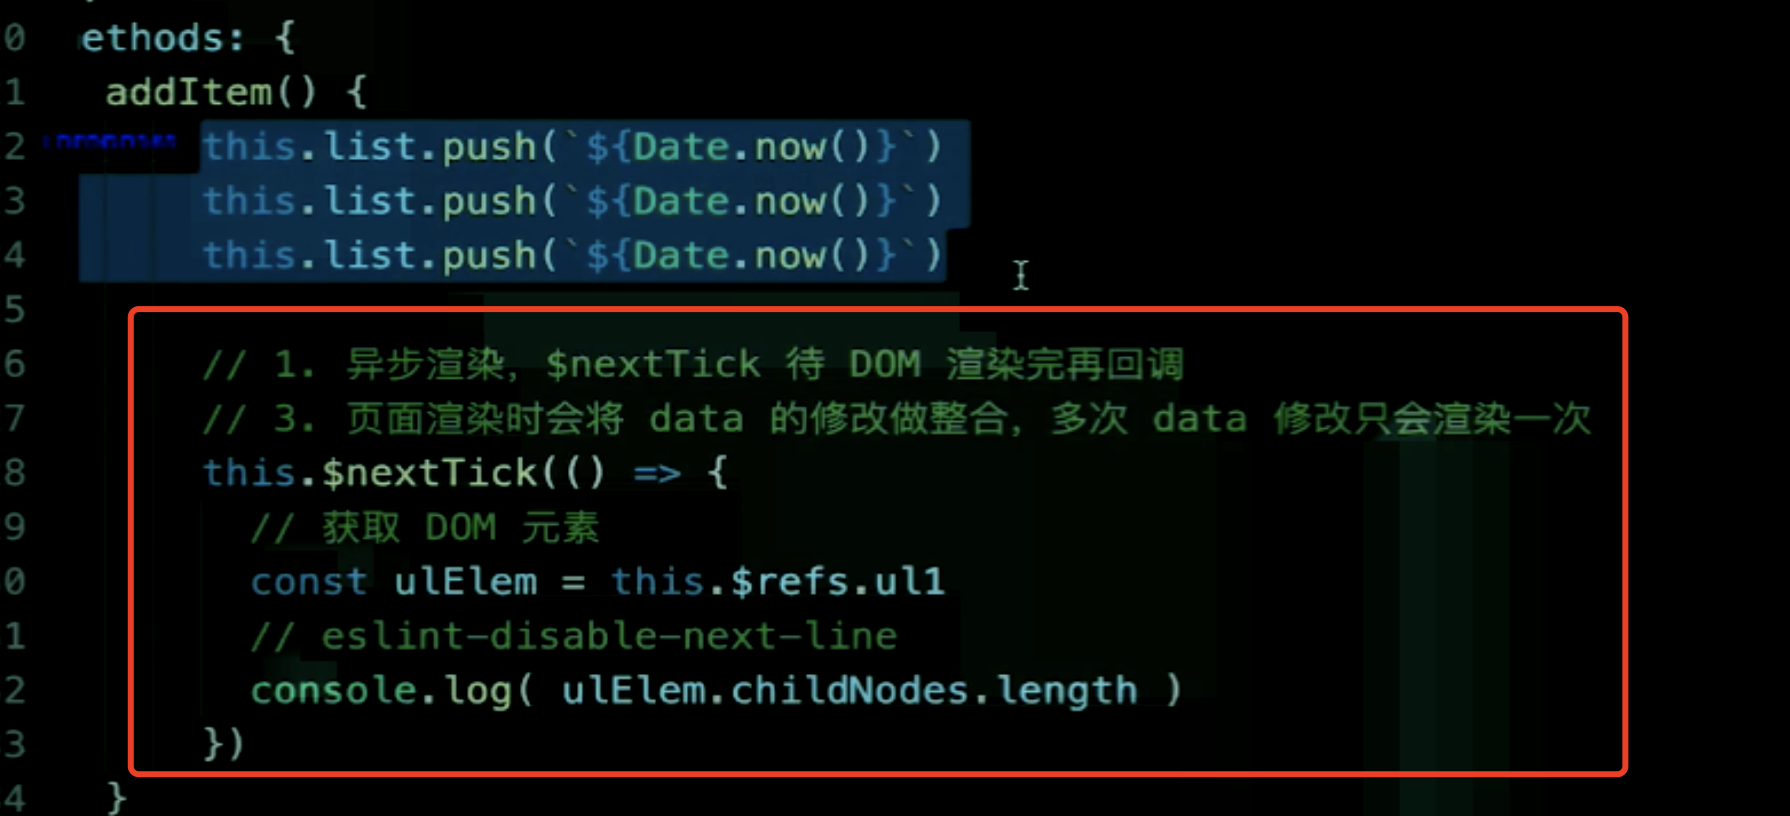 0 ethods: {
1 addItem() {
2 this.list.push(`${Date.now()}`)
3 this.list.push(`${Date.now()}`)
4 this.list.push(`${Date.now()}`)
5
6 // 1. 异步渲染，$nextTick 待 DOM 渲染完再回调
7 // 3. 页面渲染时会将 data 的修改做整合，多次 data 修改只会渲染一次
8 this.$nextTick(() => {
9 // 获取 DOM 元素
0 const ulElem = this.$refs.ul1
1 // eslint-disable-next-line
2 console.log( ulElem.childNodes.length )
3 })
4 }